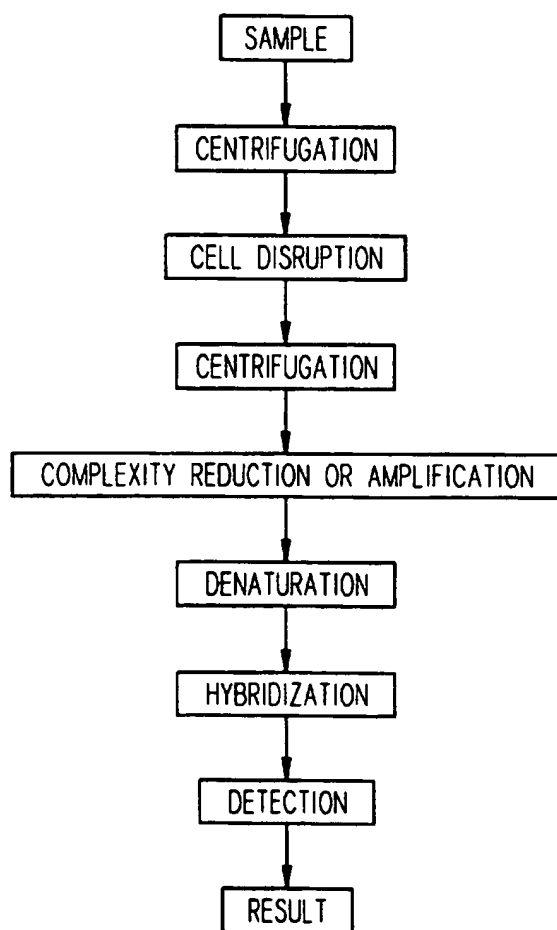 SAMPLE
CENTRIFUGATION
CELL DISRUPTION
CENTRIFUGATION
COMPLEXITY REDUCTION OR AMPLIFICATION
DENATURATION
HYBRIDIZATION
DETECTION
RESULT